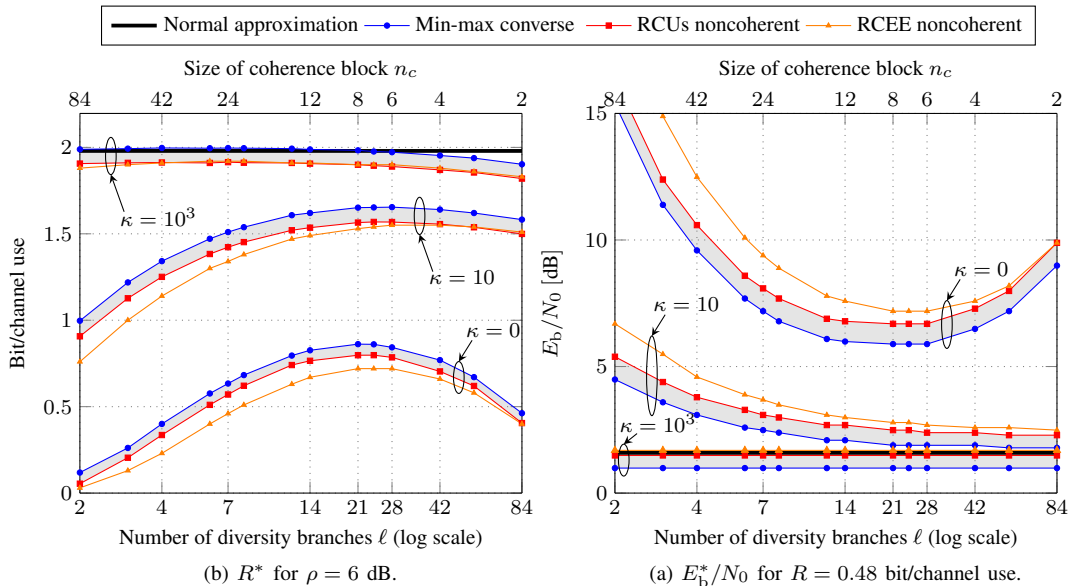 Normal approximation Min-max converse RCUs noncoherent RCEE noncoherent
Size of coherence block n_c
84 42 24 12 8 6 4 2
Bit/channel use
2
1.5
1
0.5
0
κ = 10³
κ = 10
κ = 0
2 4 7 14 21 28 42 84
Number of diversity branches ℓ (log scale)
(b) R* for ρ = 6 dB.
Size of coherence block n_c
84 42 24 12 8 6 4 2
E_b/N_0 [dB]
15
10
5
0
κ = 0
κ = 10
κ = 10³
2 4 7 14 21 28 42 84
Number of diversity branches ℓ (log scale)
(a) E_b*/N_0 for R = 0.48 bit/channel use.